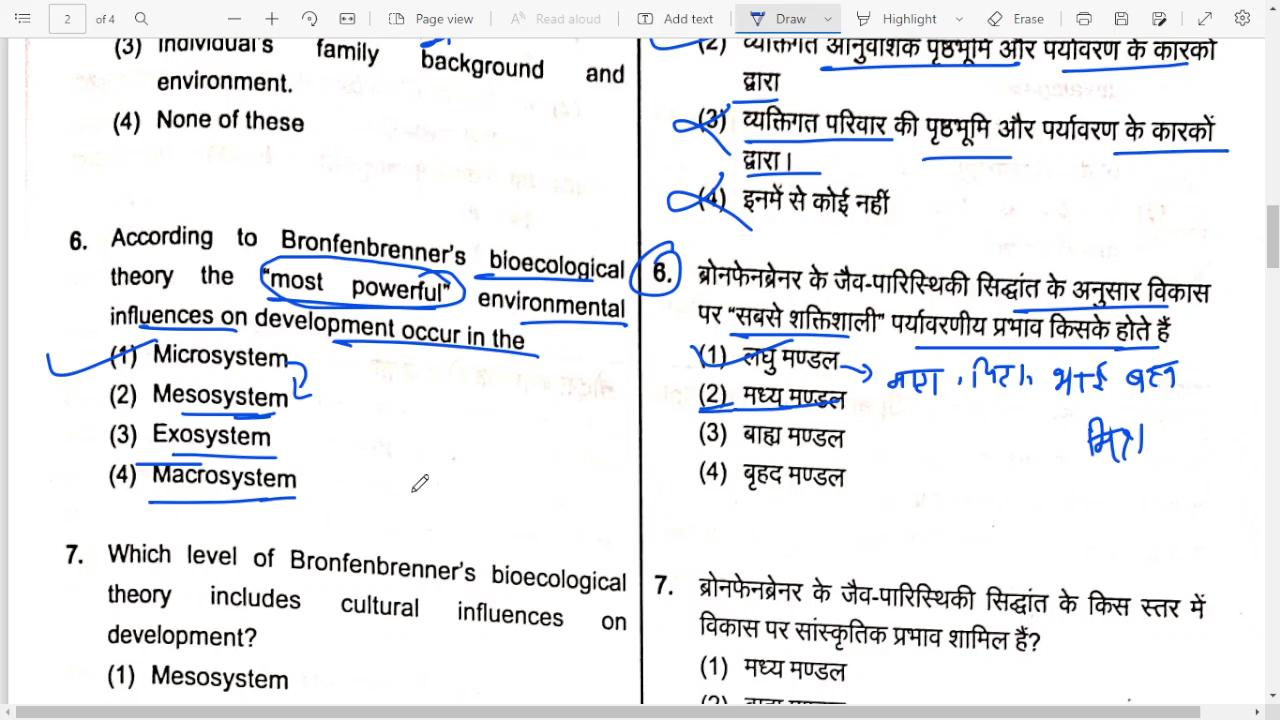 2 of 4
Page view
Read aloud
Add text
Draw
Highlight
Erase
(3) Individual's family background and
environment.
(4) None of these
6. According to Bronfenbrenner's bioecological
theory the "most powerful" environmental
influences on development occur in the
(1) Microsystem
(2) Mesosystem
(3) Exosystem
(4) Macrosystem
7. Which level of Bronfenbrenner's bioecological
theory includes cultural influences on
development?
(1) Mesosystem
(2) व्यक्तिगत आनुवांशिक पृष्ठभूमि और पर्यावरण के कारकों
द्वारा
(3) व्यक्तिगत परिवार की पृष्ठभूमि और पर्यावरण के कारकों
द्वारा।
(4) इनमें से कोई नहीं
6. ब्रोनफेनब्रेनर के जैव-पारिस्थिकी सिद्धांत के अनुसार विकास
पर "सबसे शक्तिशाली" पर्यावरणीय प्रभाव किसके होते हैं
(1) लघु मण्डल
पिता, भाई बहन
(2) मध्य मण्डल
(3) बाह्य मण्डल
मित्र
(4) बृहद मण्डल
7. ब्रोनफेनब्रेनर के जैव-पारिस्थिकी सिद्धांत के किस स्तर में
विकास पर सांस्कृतिक प्रभाव शामिल हैं?
(1) मध्य मण्डल